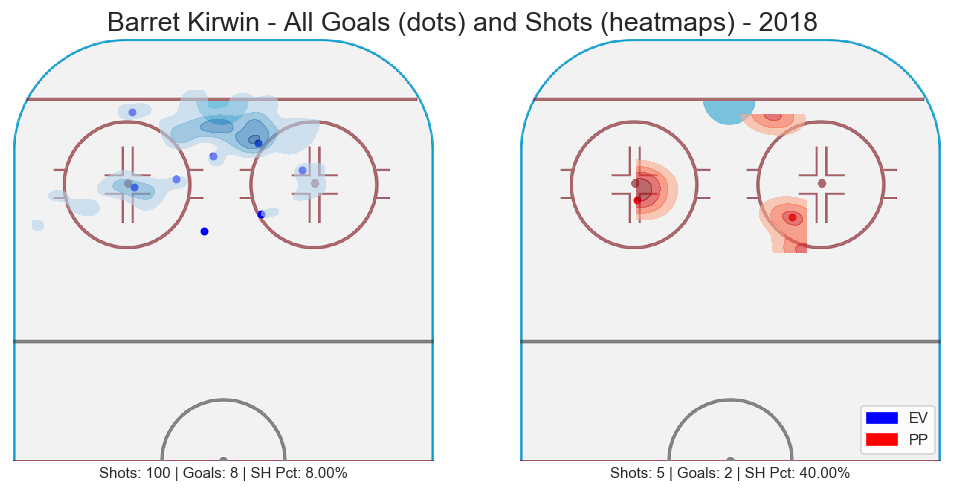 Barret Kirwin - All Goals (dots) and Shots (heatmaps) - 2018
EV
PP
Shots: 100 | Goals: 8 | SH Pct: 8.00%
Shots: 5 | Goals: 2 | SH Pct: 40.00%